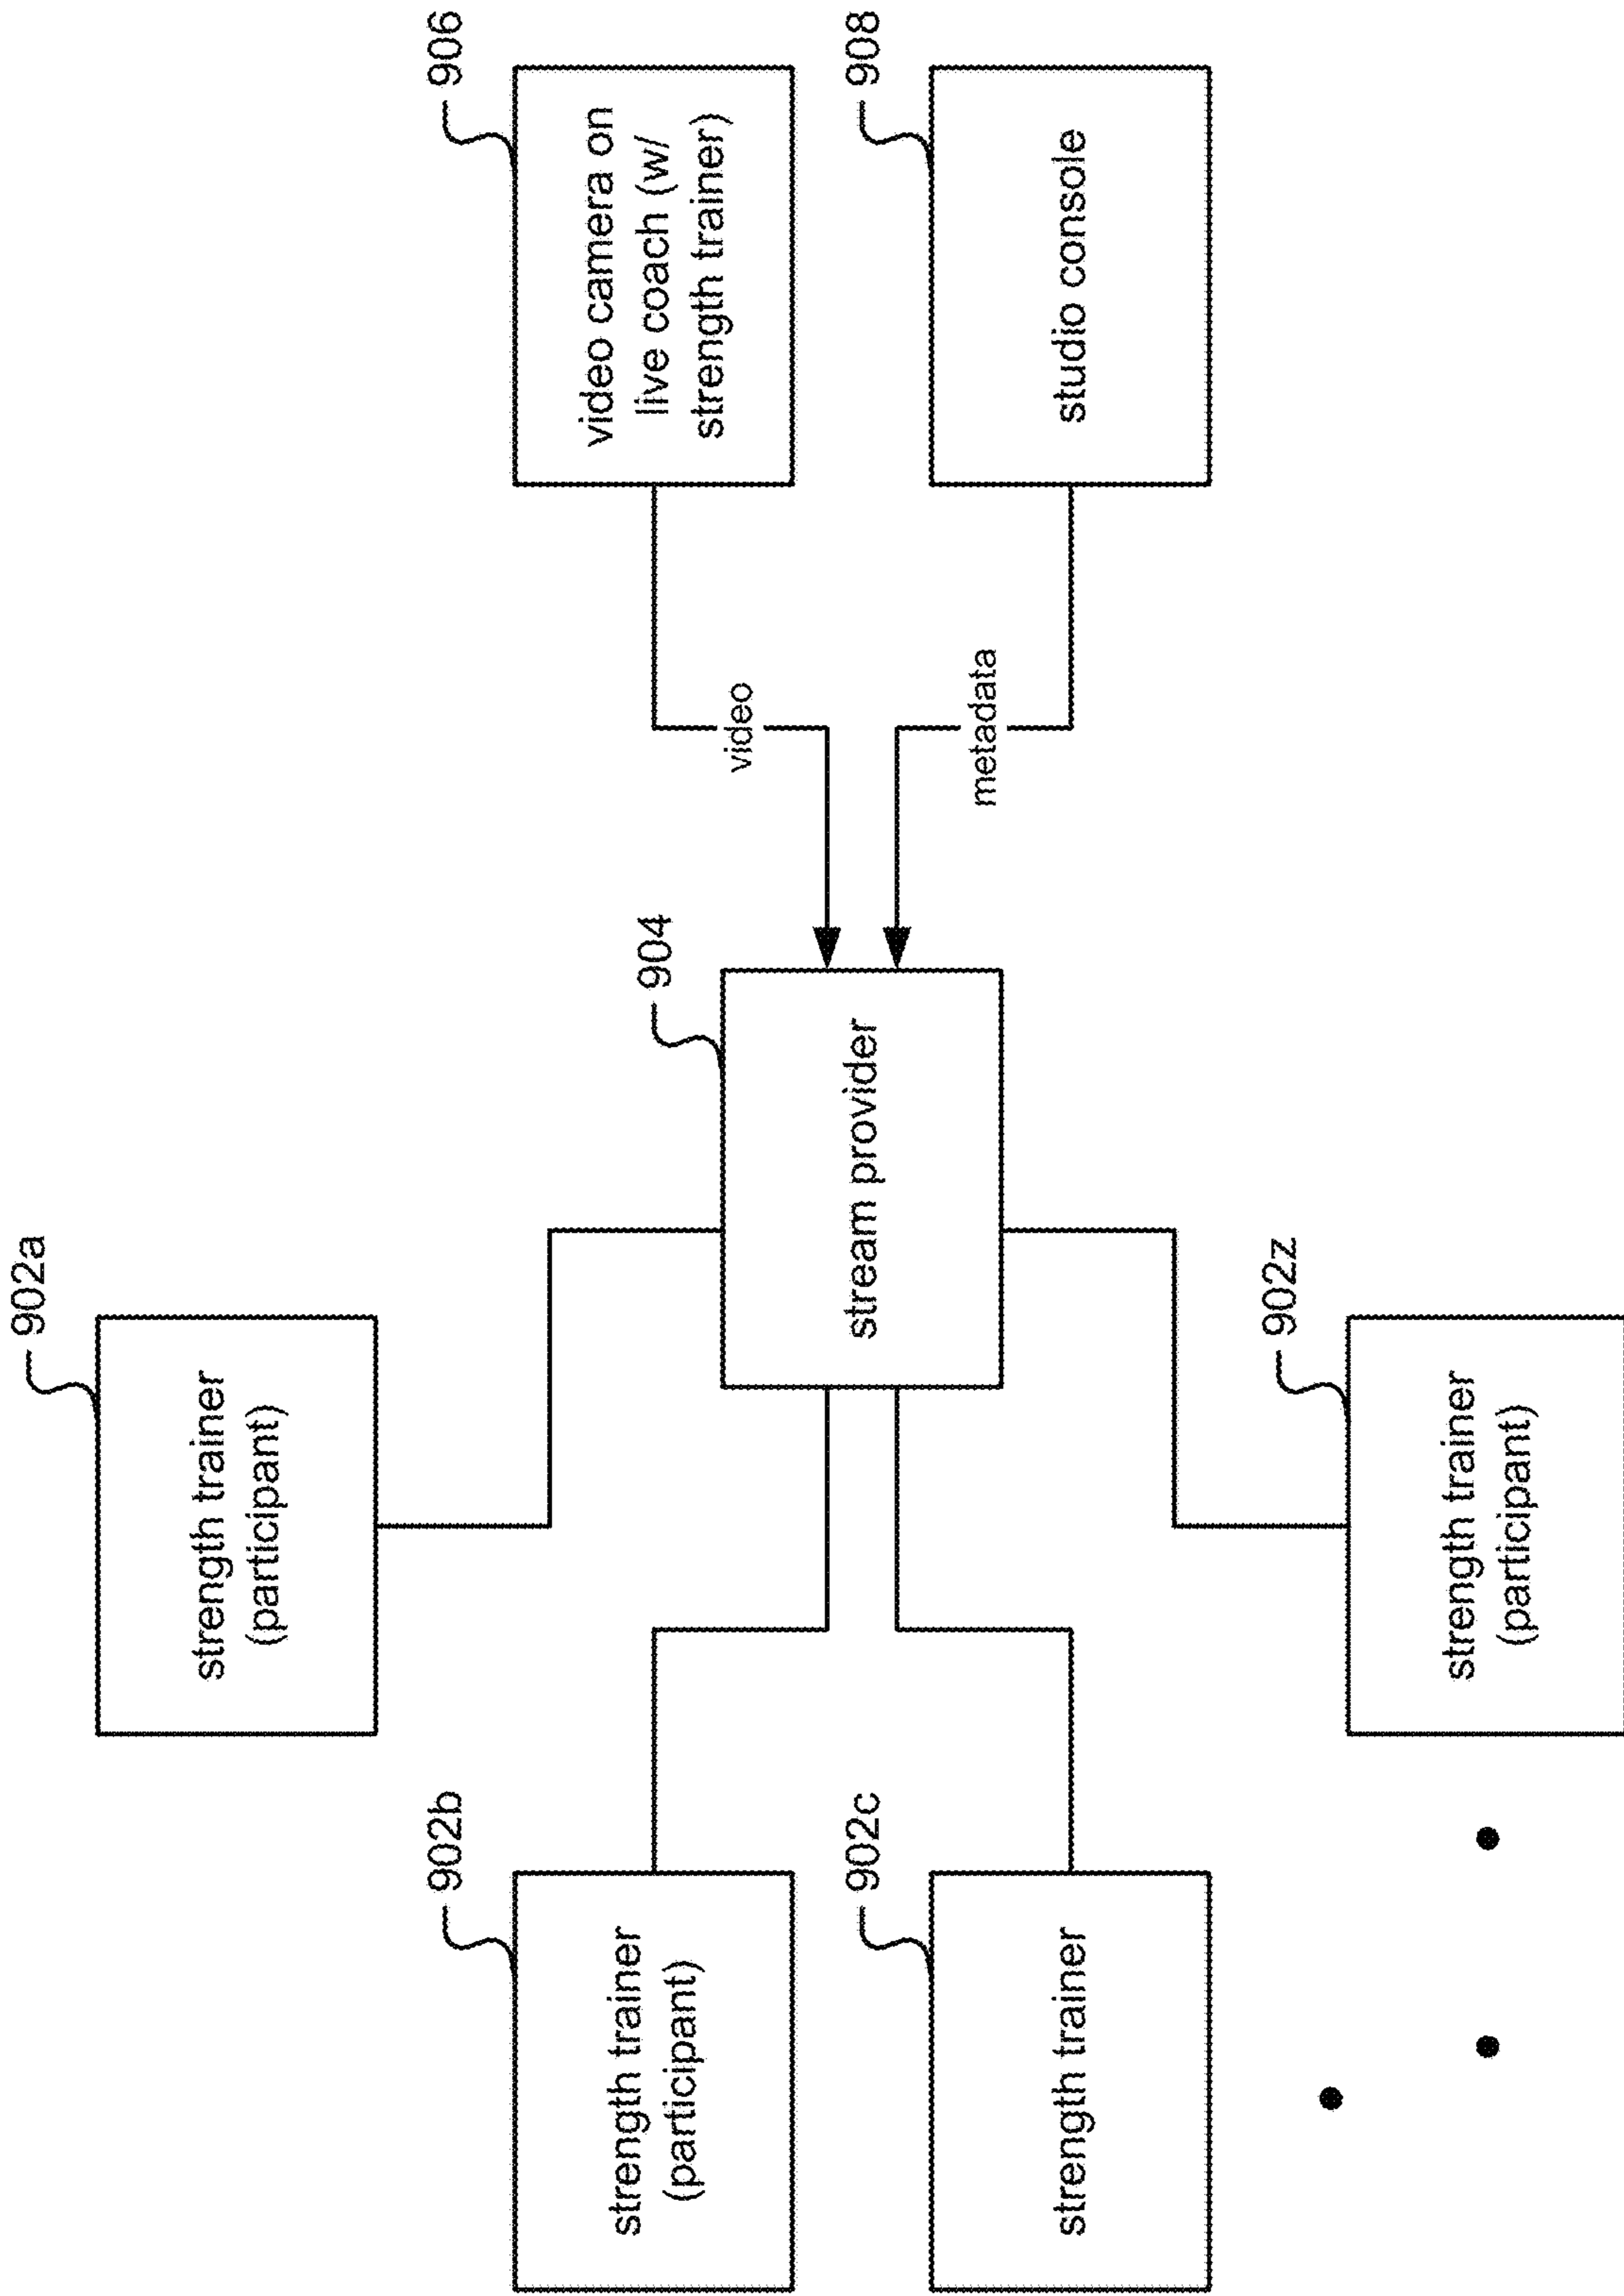 902a
strength trainer
(participant)
902b
strength trainer
(participant)
904
stream provider
video
906
video camera on
live coach (w/
strength trainer)
902c
strength trainer
metadata
908
studio console
902z
strength trainer
(participant)